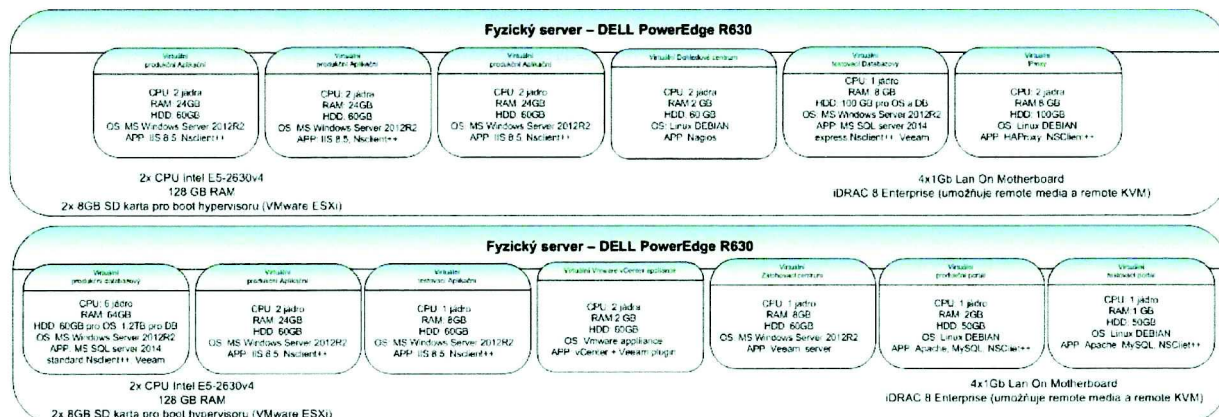 Fyzický server – DELL PowerEdge R630
Virtuální
produkční Aplikační
CPU: 2 jádra
RAM: 24GB
HDD: 60GB
OS: MS Windows Server 2012R2
APP: IIS 8.5, Nsclient++
Virtuální
produkční Aplikační
CPU: 2 jádra
RAM: 24GB
HDD: 60GB
OS: MS Windows Server 2012R2
APP: IIS 8.5, Nsclient++
Virtuální
produkční Aplikační
CPU: 2 jádra
RAM: 24GB
HDD: 60GB
OS: MS Windows Server 2012R2
APP: IIS 8.5, Nsclient++
Virtuální Dohledové centrum
CPU: 2 jádra
RAM 2 GB
HDD: 60 GB
OS: Linux DEBIAN
APP: Nagios
Virtuální
testovací Databázový
CPU: 1 jádro
RAM: 8 GB
HDD: 100 GB pro OS a DB
OS: MS Windows Server 2012R2
APP: MS SQL server 2014
express Nsclient++, Veeam
Virtuální
Proxy
CPU: 2 jádra
RAM 8 GB
HDD: 100GB
OS: Linux DEBIAN
APP: HAProxy, NSClient++
2x CPU Intel E5-2630v4
128 GB RAM
2x 8GB SD karta pro boot hypervisoru (VMware ESXi)
4x1Gb Lan On Motherboard
iDRAC 8 Enterprise (umožňuje remote media a remote KVM)
Fyzický server – DELL PowerEdge R630
Virtuální
produkční databázový
CPU: 6 jádro
RAM: 64GB
HDD: 60GB pro OS, 1.2TB pro DB
OS: MS Windows Server 2012R2
APP: MS SQL server 2014
standard Nsclient++, Veeam
Virtuální
produkční Aplikační
CPU: 2 jádro
RAM: 24GB
HDD: 60GB
OS: MS Windows Server 2012R2
APP: IIS 8.5, Nsclient++
Virtuální
testovací Aplikační
CPU: 1 jádro
RAM: 8GB
HDD: 60GB
OS: MS Windows Server 2012R2
APP: IIS 8.5, Nsclient++
Virtuální Vmware vCenter appliance
CPU: 2 jádra
RAM:2 GB
HDD: 60GB
OS: Vmware appliance
APP: vCenter + Veeam plugin
Virtuální
Zálohovací centrum
CPU: 1 jádro
RAM: 8GB
HDD: 60GB
OS: MS Windows Server 2012R2
APP: Veeam server
Virtuální
produkční portál
CPU: 1 jádro
RAM: 2GB
HDD: 50GB
OS: Linux DEBIAN
APP: Apache, MySQL, NSCliet++
Virtuální
testovací portál
CPU: 1 jádro
RAM:1 GB
HDD: 50GB
OS: Linux DEBIAN
APP: Apache, MySQL, NSCliet++
2x CPU Intel E5-2630v4
128 GB RAM
2x 8GB SD karta pro boot hypervisoru (VMware ESXi)
4x1Gb Lan On Motherboard
iDRAC 8 Enterprise (umožňuje remote media a remote KVM)